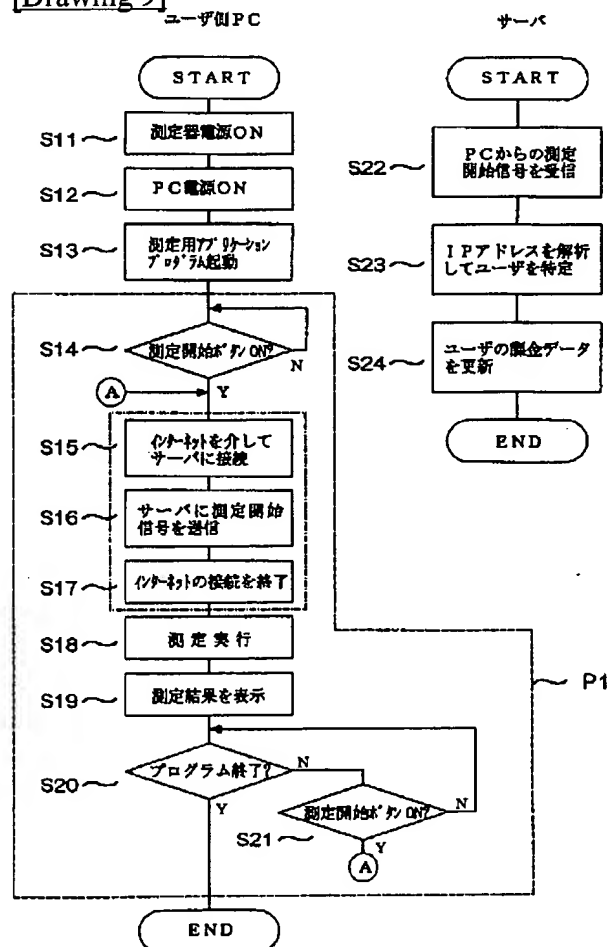 [Drawing 9]
ユーザ側PC
START
S11
測定器電源ON
S12
PC電源ON
S13
測定用アプリケーション
プログラム起動
S14
測定開始ボタンON?
N
A
Y
S15
インターネットを介して
サーバに接続
S16
サーバに測定開始
信号を送信
S17
インターネットの接続を終了
S18
測定実行
S19
測定結果を表示
S20
プログラム終了?
N
Y
S21
測定開始ボタンON?
N
Y
A
P1
END
サーバ
START
S22
PCからの測定
開始信号を受信
S23
IPアドレスを解析
してユーザを特定
S24
ユーザの課金データ
を更新
END